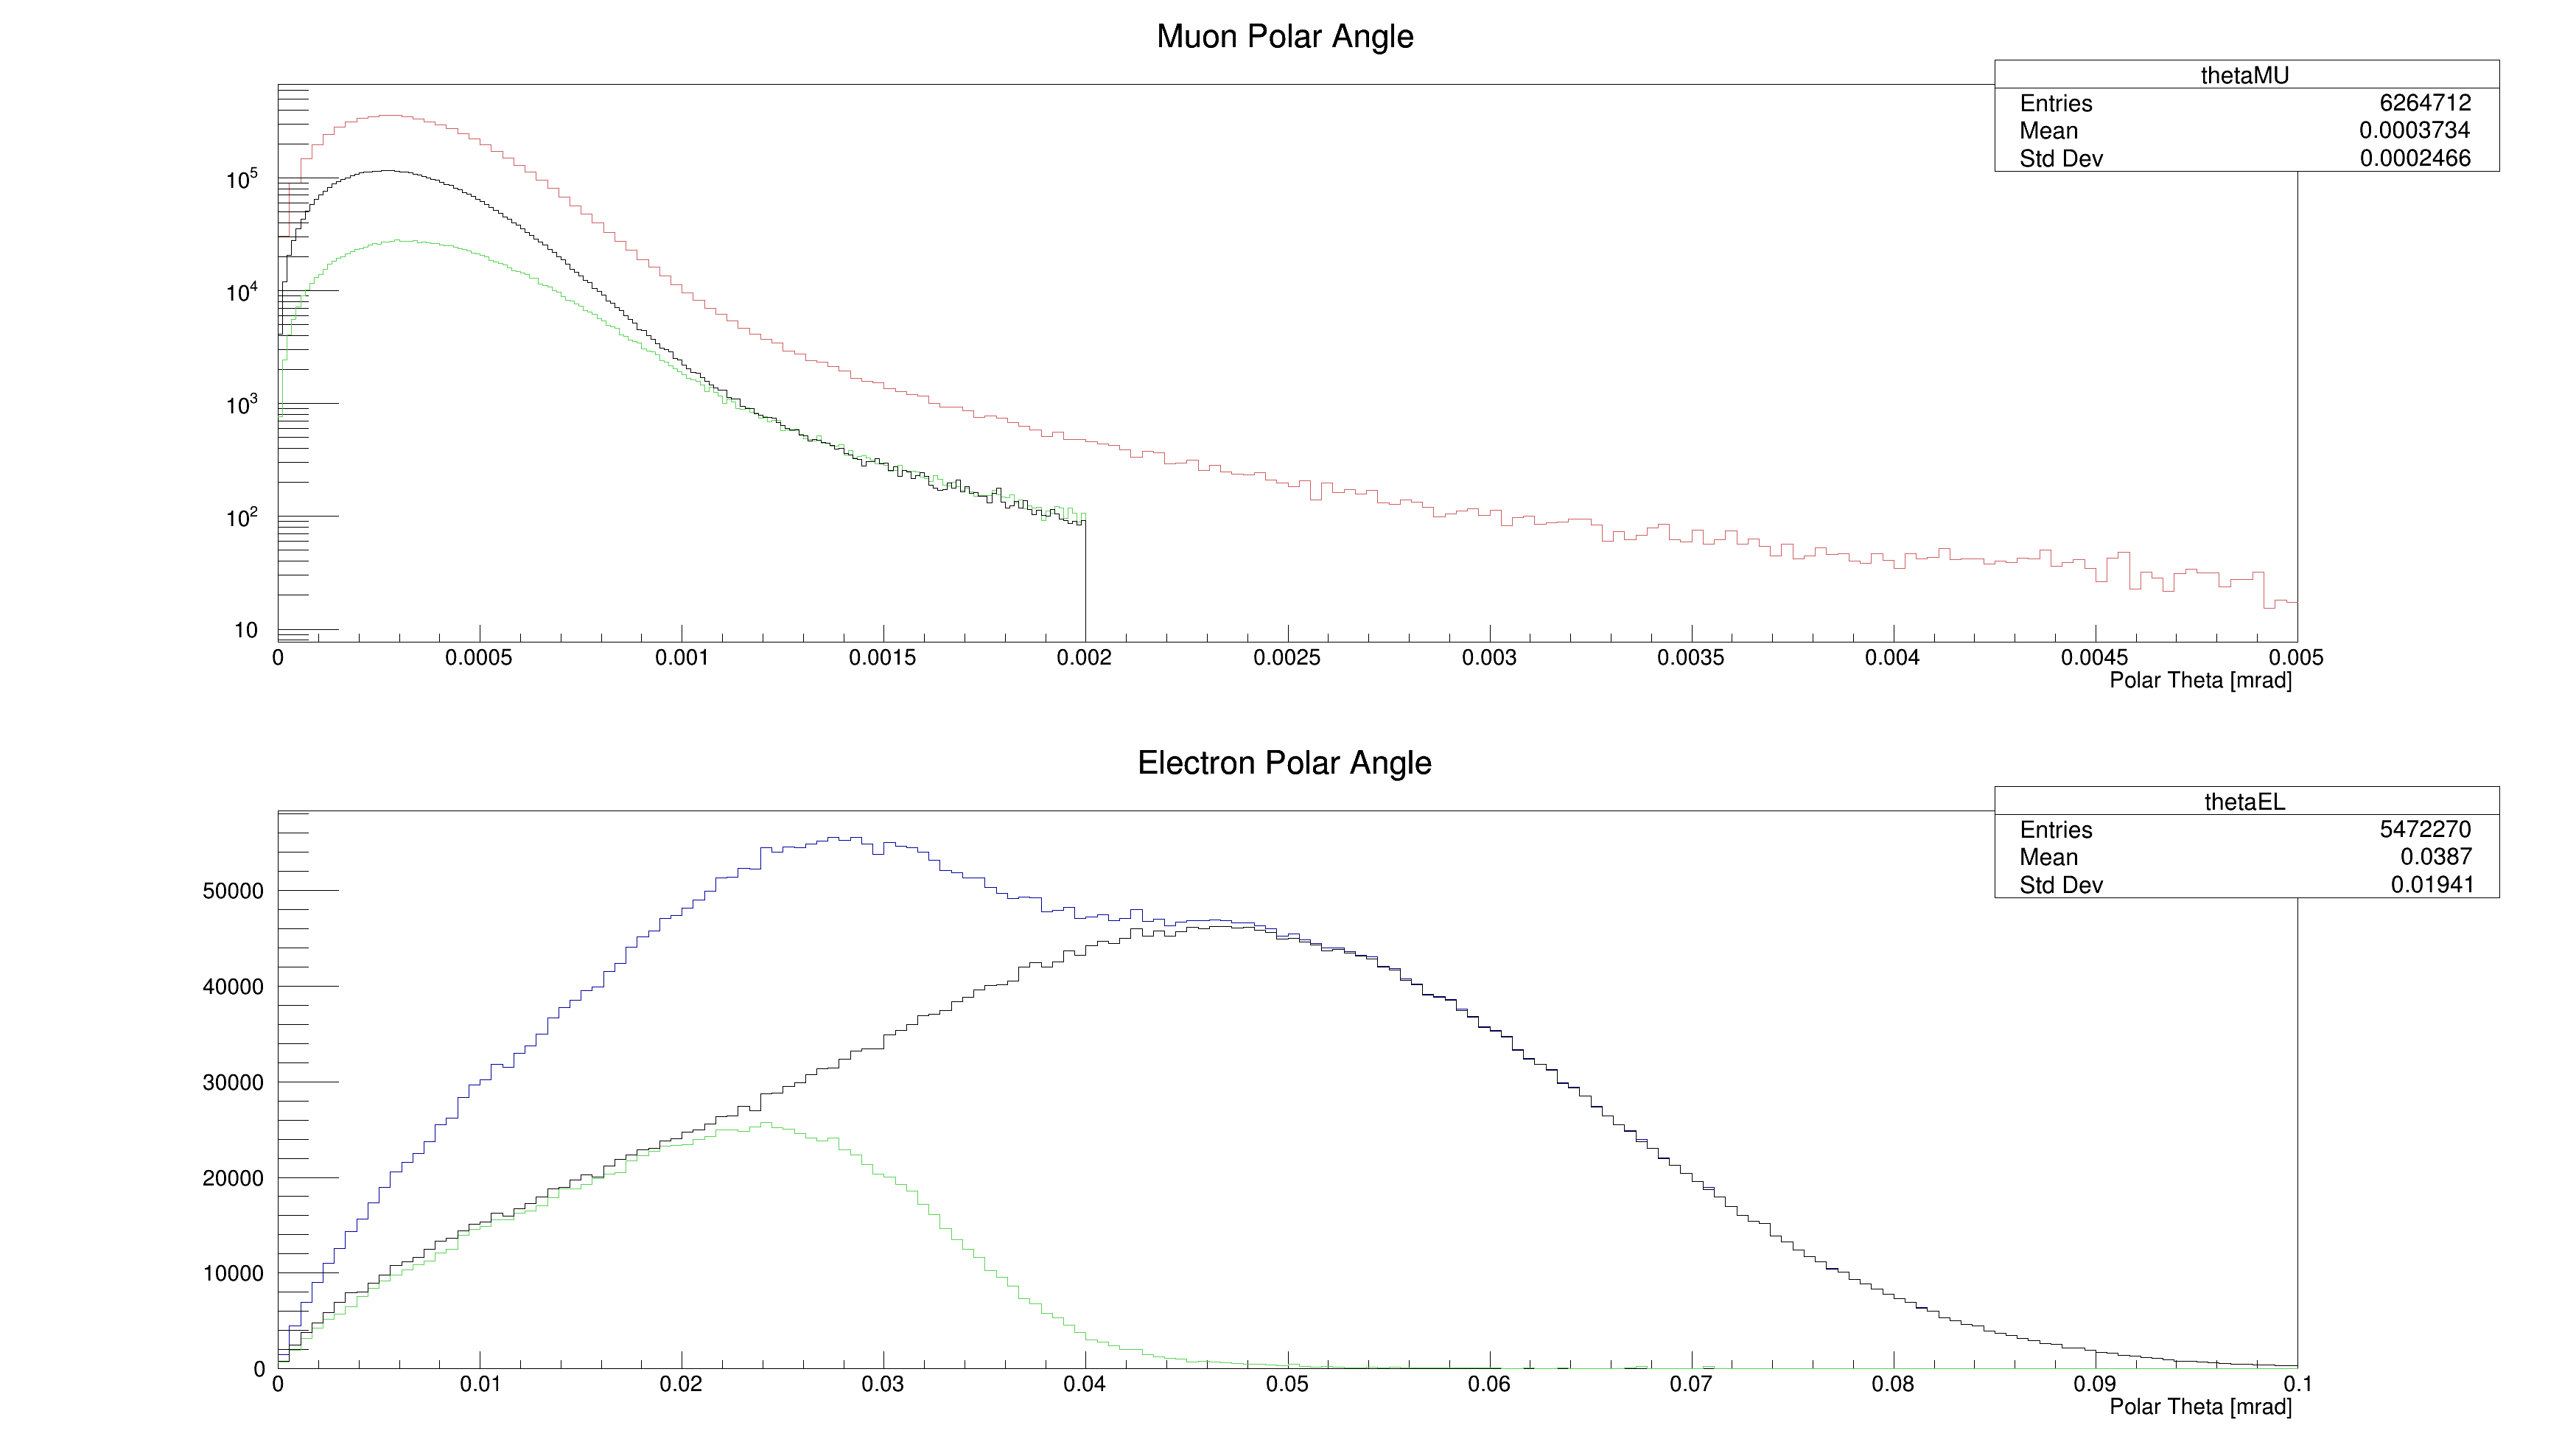 Muon Polar Angle
thetaMU
Entries 6264712
Mean 0.0003734
Std Dev 0.0002466
10^5
10^4
10^3
10^2
10
0 0.0005 0.001 0.0015 0.002 0.0025 0.003 0.0035 0.004 0.0045 0.005
Polar Theta [mrad]
Electron Polar Angle
thetaEL
Entries 5472270
Mean 0.0387
Std Dev 0.01941
50000
40000
30000
20000
10000
0
0 0.01 0.02 0.03 0.04 0.05 0.06 0.07 0.08 0.09 0.1
Polar Theta [mrad]